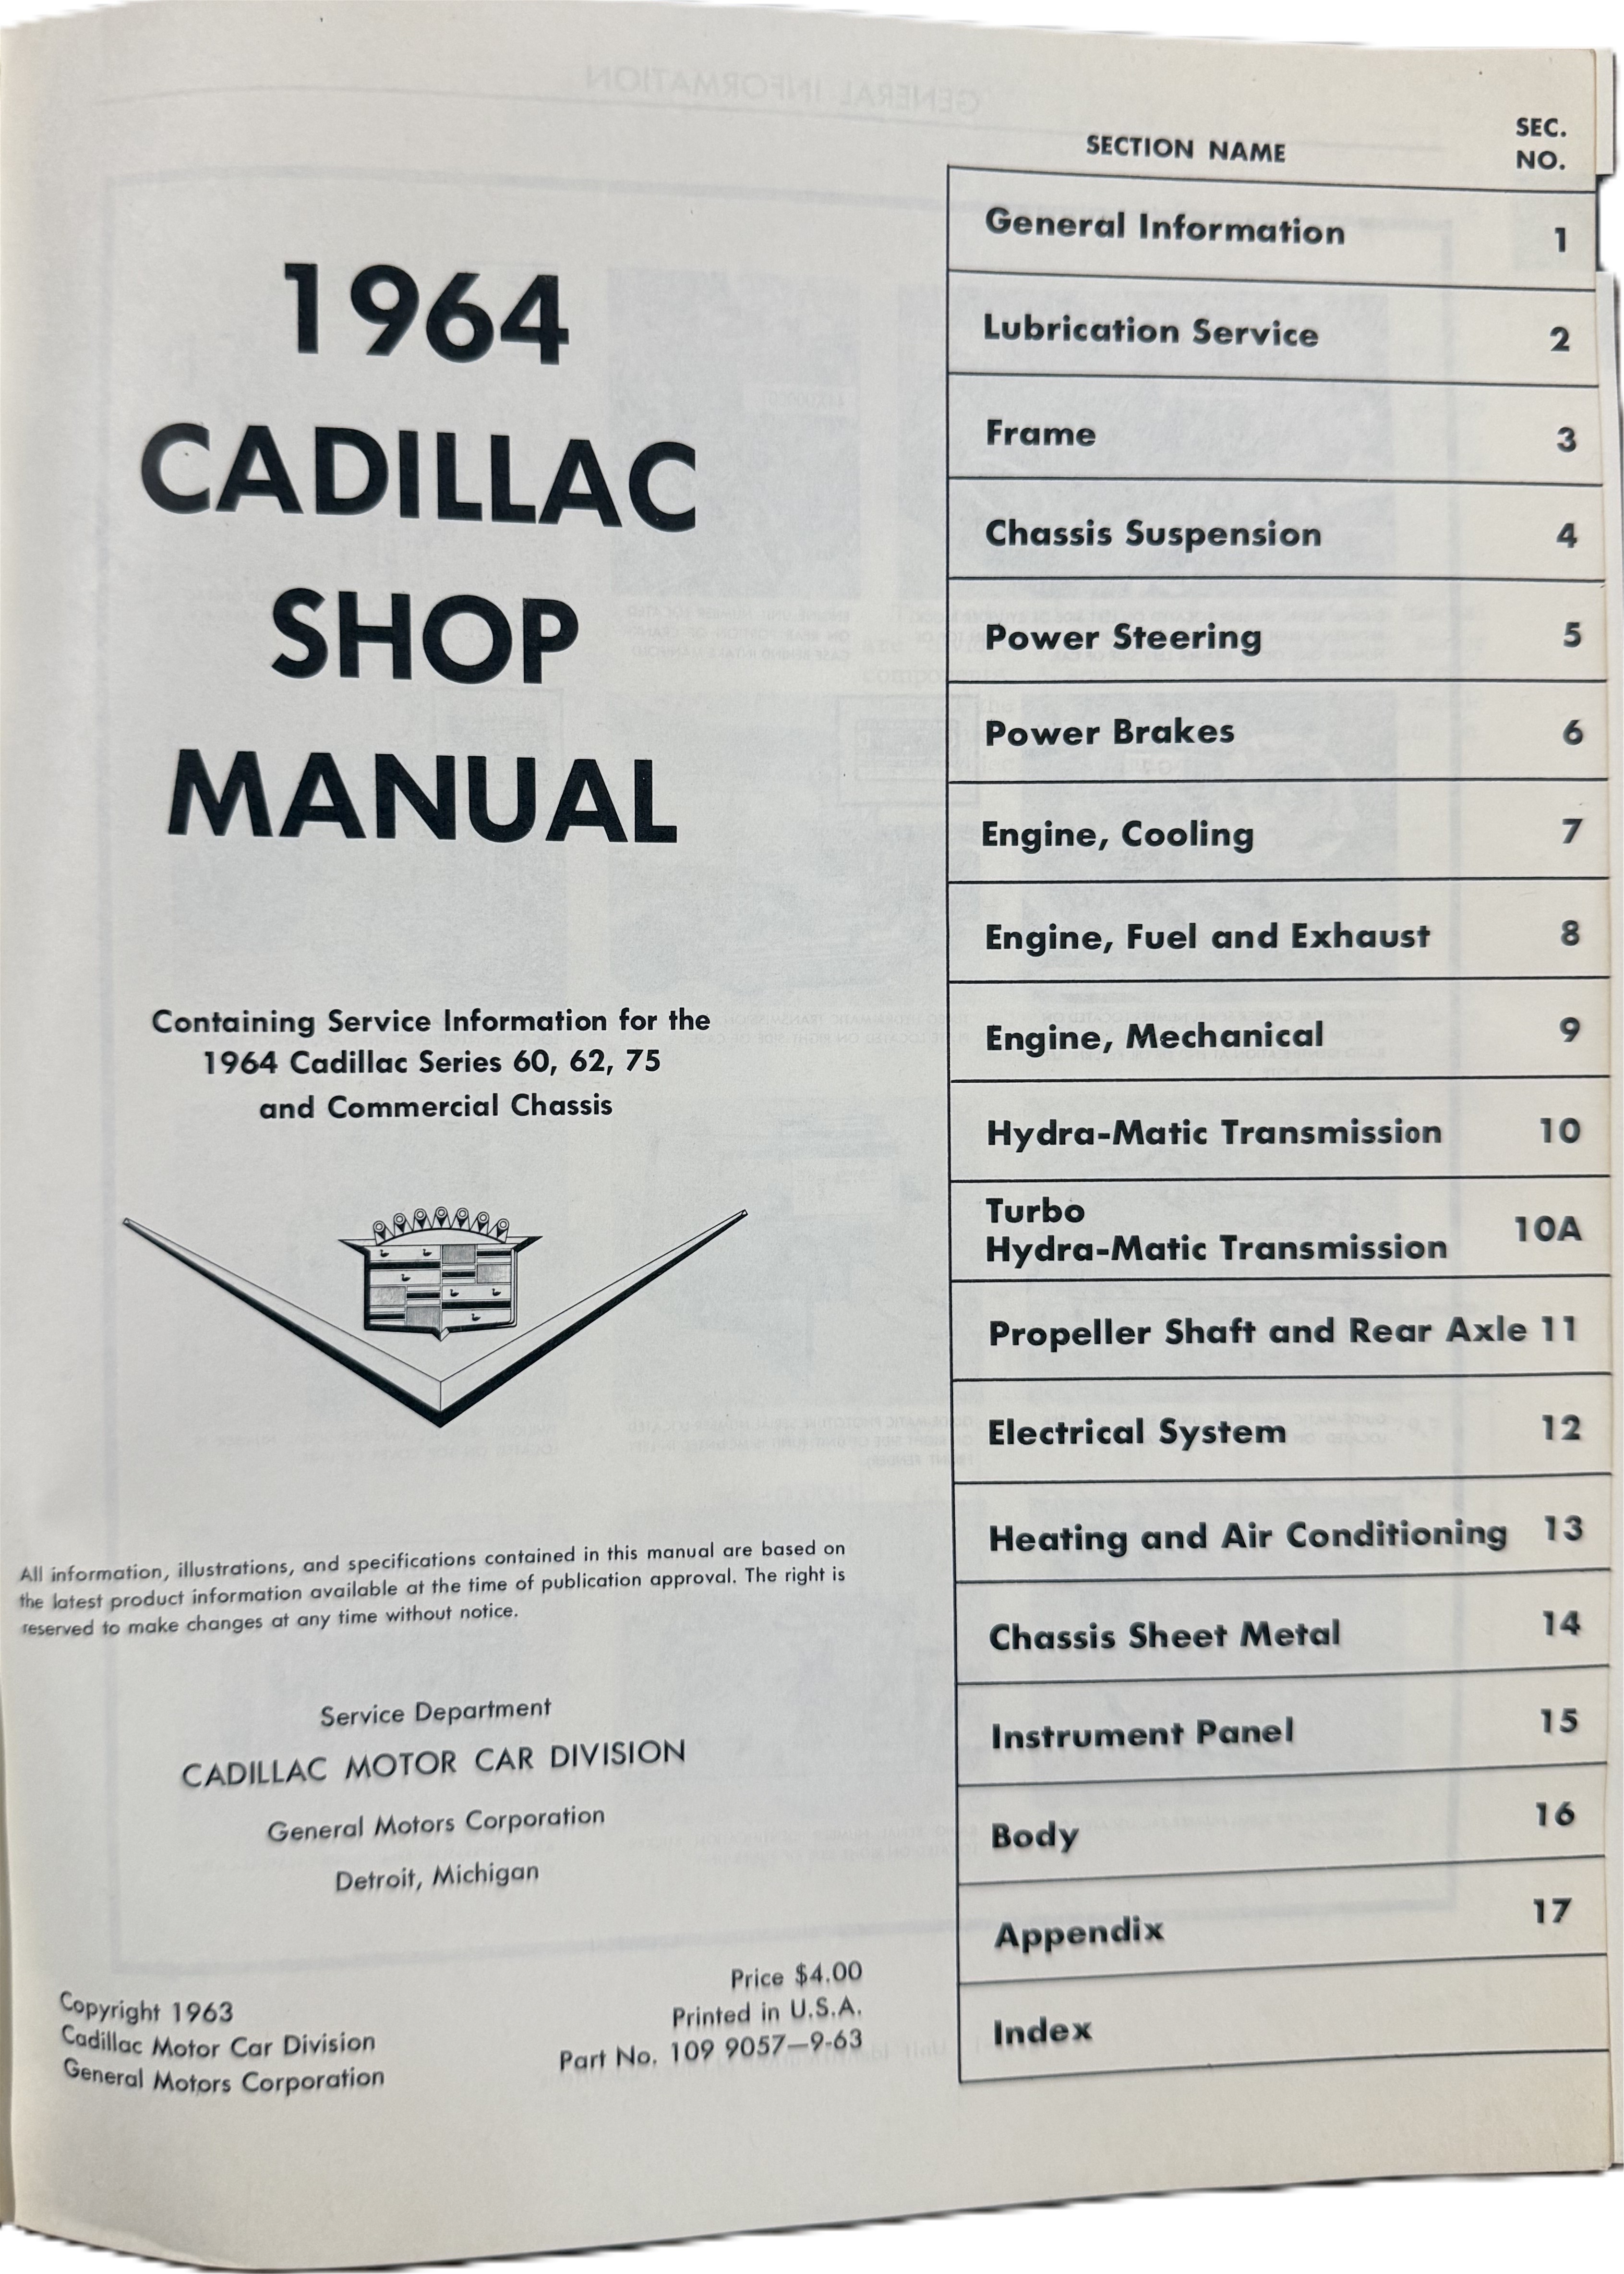 1964
CADILLAC
SHOP
MANUAL
Containing Service Information for the
1964 Cadillac Series 60, 62, 75
and Commercial Chassis
All information, illustrations, and specifications contained in this manual are based on
the latest product information available at the time of publication approval. The right is
reserved to make changes at any time without notice.
Service Department
CADILLAC MOTOR CAR DIVISION
General Motors Corporation
Detroit, Michigan
Copyright 1963
Cadillac Motor Car Division
General Motors Corporation
Price $4.00
Printed in U.S.A.
Part No. 109 9057—9-63
SECTION NAME SEC.
NO.
General Information 1
Lubrication Service 2
Frame 3
Chassis Suspension 4
Power Steering 5
Power Brakes 6
Engine, Cooling 7
Engine, Fuel and Exhaust 8
Engine, Mechanical 9
Hydra-Matic Transmission 10
Turbo
Hydra-Matic Transmission 10A
Propeller Shaft and Rear Axle 11
Electrical System 12
Heating and Air Conditioning 13
Chassis Sheet Metal 14
Instrument Panel 15
Body 16
Appendix 17
Index